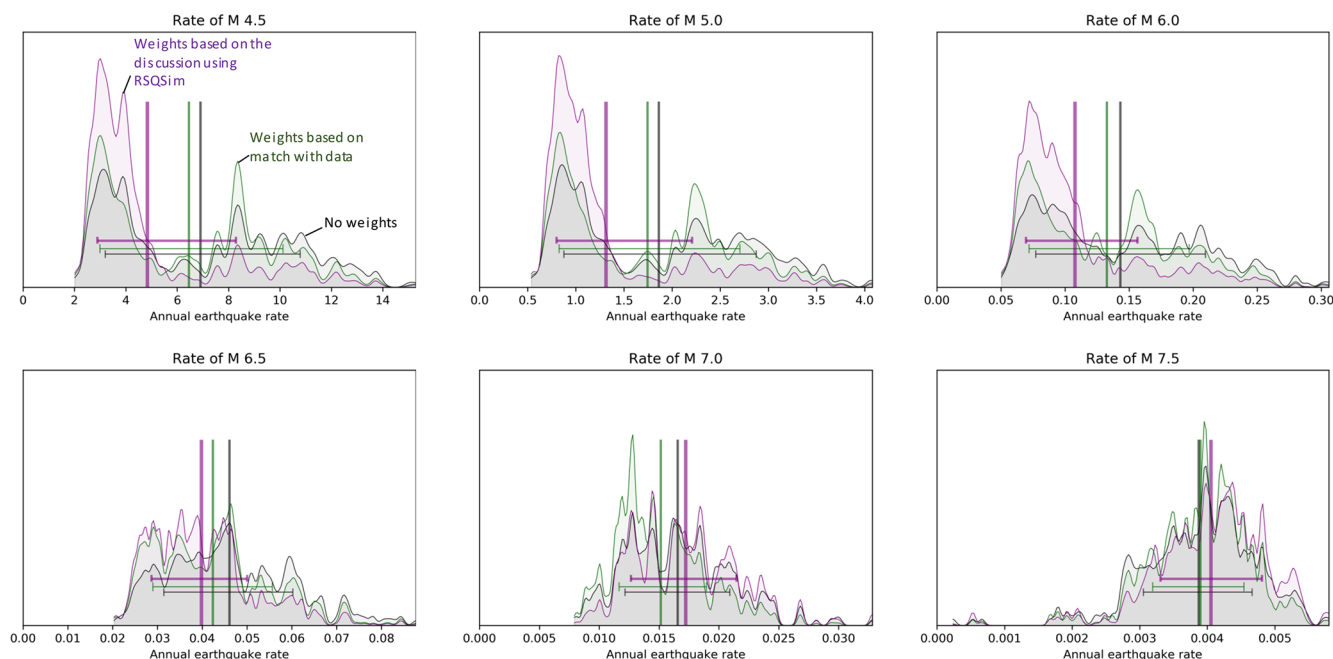 Rate of M 4.5
Weights based on the
discussion using
RSQSim
Weights based on
match with data
No weights
0 2 4 6 8 10 12 14
Annual earthquake rate
Rate of M 5.0
0.0 0.5 1.0 1.5 2.0 2.5 3.0 3.5 4.0
Annual earthquake rate
Rate of M 6.0
0.00 0.05 0.10 0.15 0.20 0.25 0.30
Annual earthquake rate
Rate of M 6.5
0.00 0.01 0.02 0.03 0.04 0.05 0.06 0.07 0.08
Annual earthquake rate
Rate of M 7.0
0.000 0.005 0.010 0.015 0.020 0.025 0.030
Annual earthquake rate
Rate of M 7.5
0.000 0.001 0.002 0.003 0.004 0.005
Annual earthquake rate